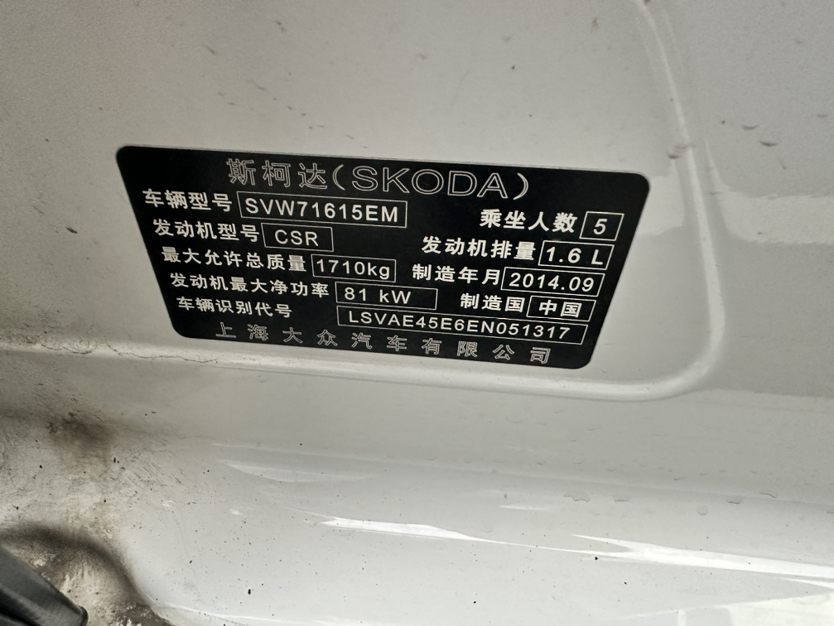 斯柯达(SKODA)
车辆型号 SVW71615EM 乘坐人数 5
发动机型号 CSR 发动机排量 1.6 L
最大允许总质量 1710kg 制造年月 2014.09
发动机最大净功率 81 kW 制造国 中国
车辆识别代号 LSVAE45E6EN051317
上海大众汽车有限公司